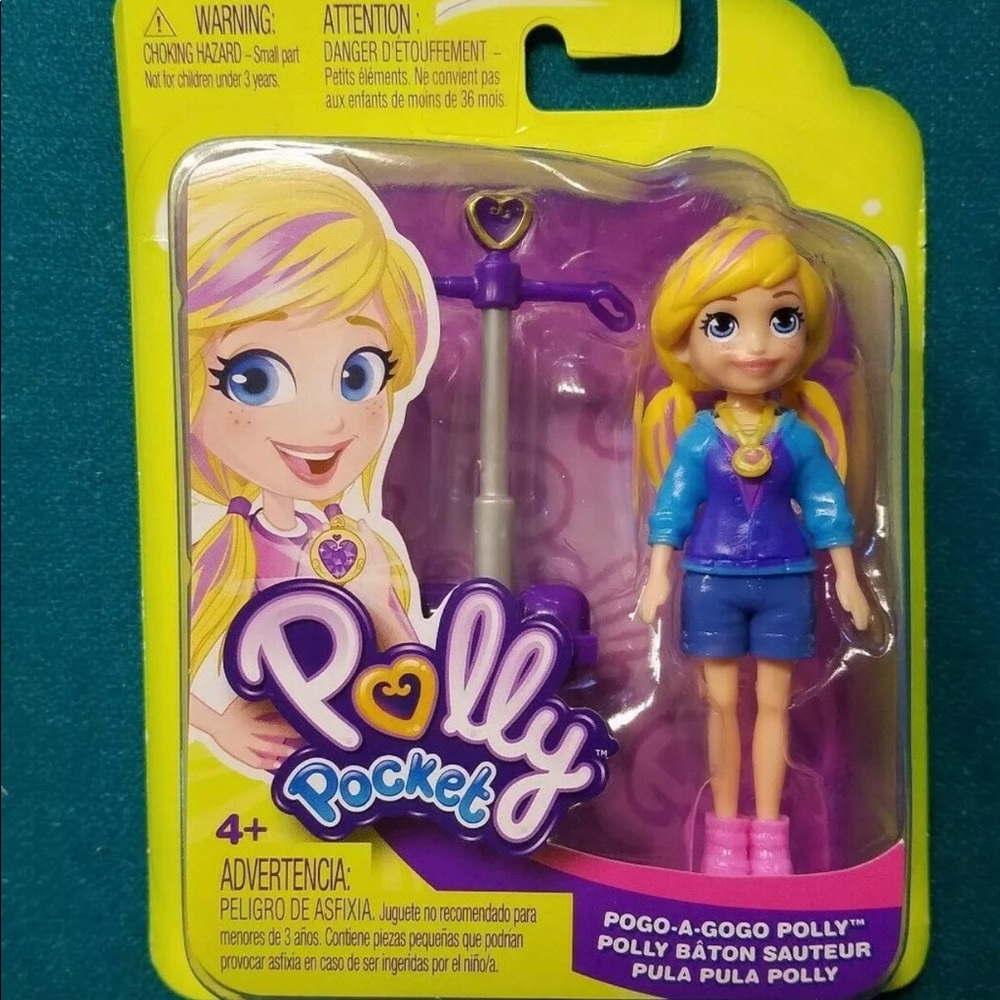 WARNING:
CHOKING HAZARD – Small part
Not for children under 3 years.
ATTENTION :
DANGER D'ÉTOUFFEMENT –
Petits éléments. Ne convient pas
aux enfants de moins de 36 mois.
Polly
Pocket
TM
4+
ADVERTENCIA:
PELIGRO DE ASFIXIA. Juguete no recomendado para
menores de 3 años. Contiene piezas pequeñas que podrían
provocar asfixia en caso de ser ingeridas por el niño/a.
POGO-A-GOGO POLLY™
POLLY BÂTON SAUTEUR
PULA PULA POLLY